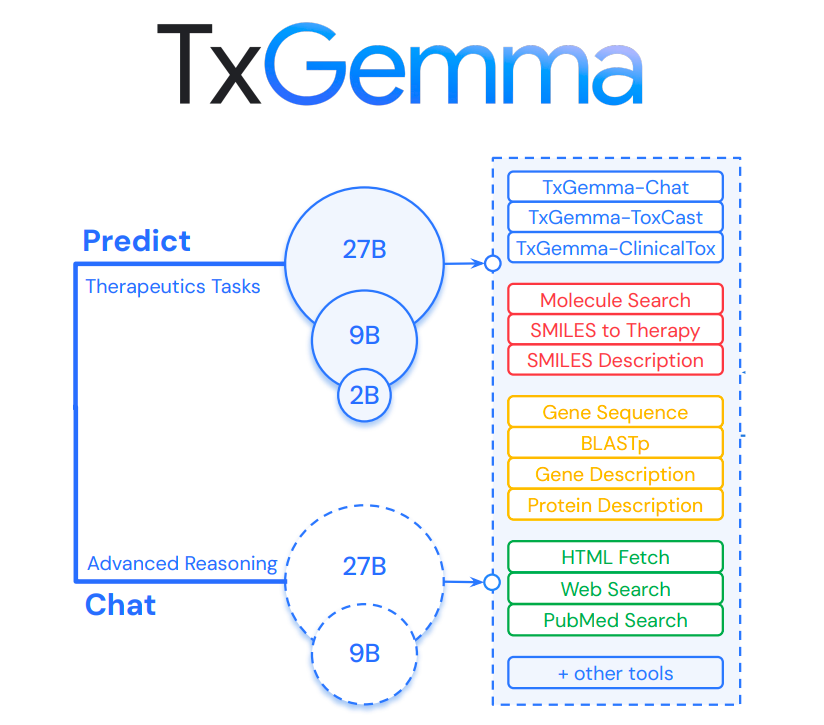 TxGemma
Predict
Therapeutics Tasks
27B
9B
2B
Advanced Reasoning
Chat
27B
9B
TxGemma-Chat
TxGemma-ToxCast
TxGemma-ClinicalTox
Molecule Search
SMILES to Therapy
SMILES Description
Gene Sequence
BLASTp
Gene Description
Protein Description
HTML Fetch
Web Search
PubMed Search
+ other tools